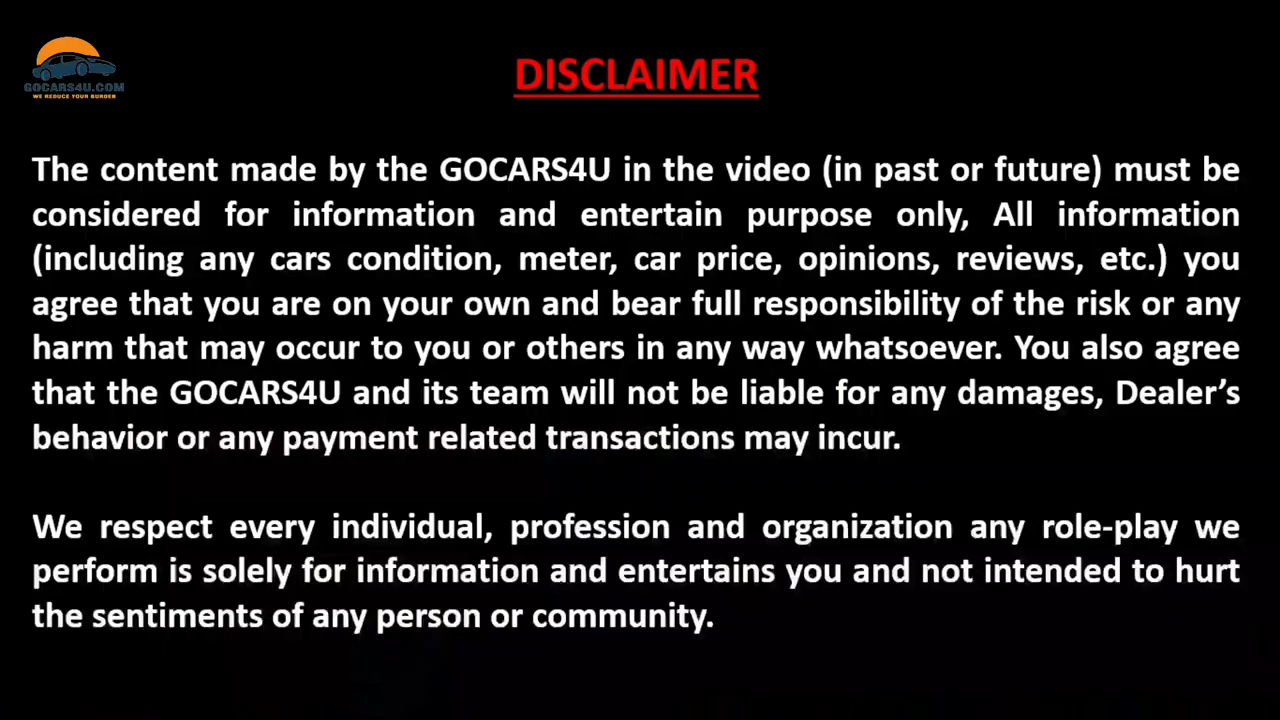 GOCARS4U.COM
WE REDUCE YOUR BURDEN
DISCLAIMER
The content made by the GOCARS4U in the video (in past or future) must be
considered for information and entertain purpose only, All information
(including any cars condition, meter, car price, opinions, reviews, etc.) you
agree that you are on your own and bear full responsibility of the risk or any
harm that may occur to you or others in any way whatsoever. You also agree
that the GOCARS4U and its team will not be liable for any damages, Dealer’s
behavior or any payment related transactions may incur.
We respect every individual, profession and organization any role-play we
perform is solely for information and entertains you and not intended to hurt
the sentiments of any person or community.